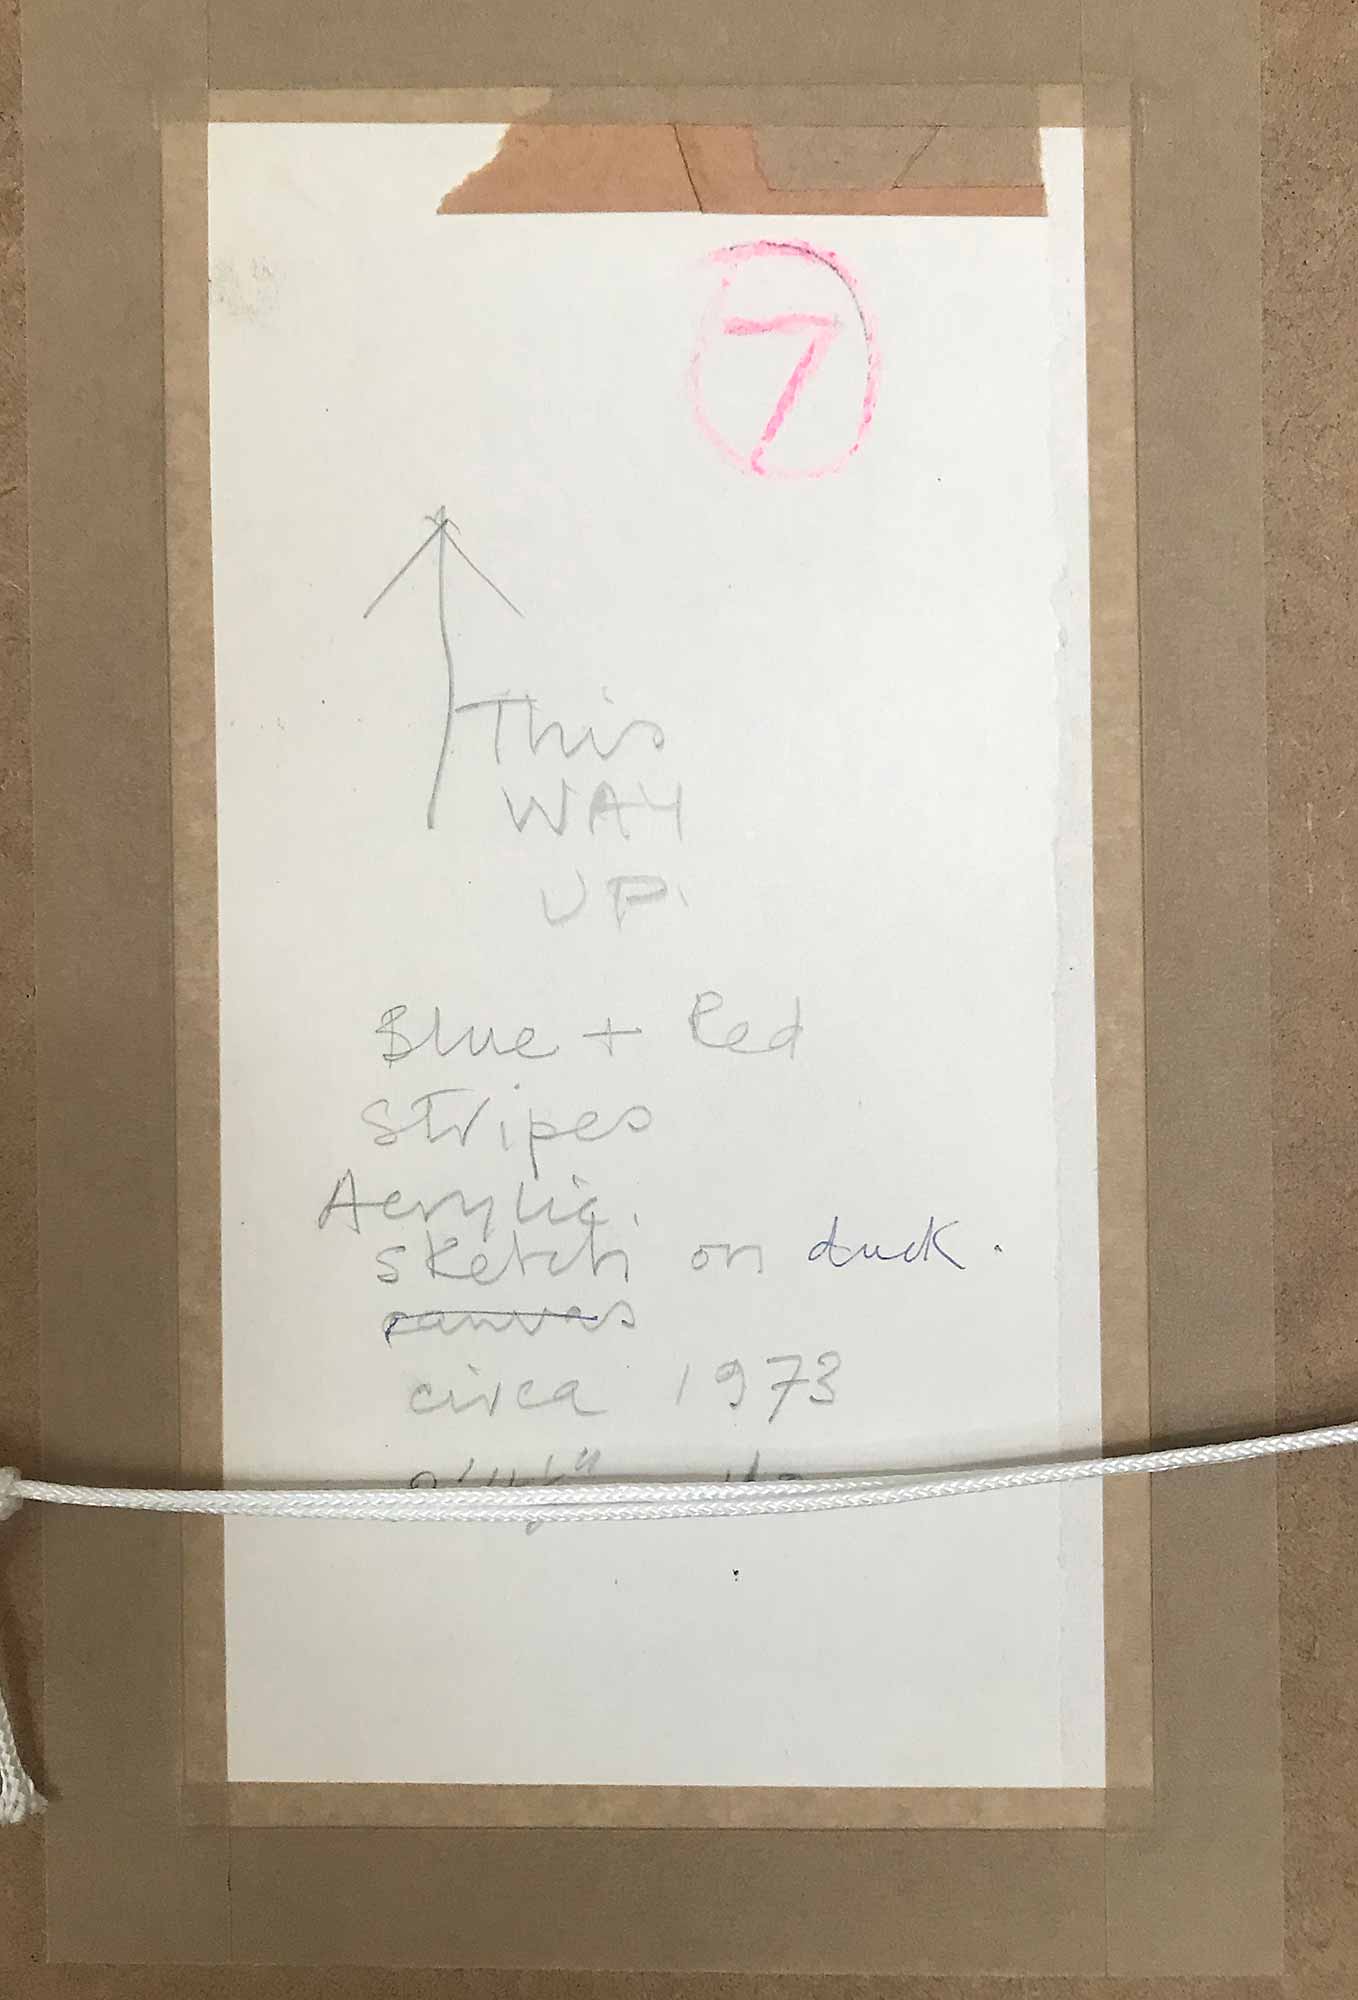 7
This
WAY
UP.
Blue + Red
Stripes
Acrylic.
sketch on duck.
canvas
circa 1973